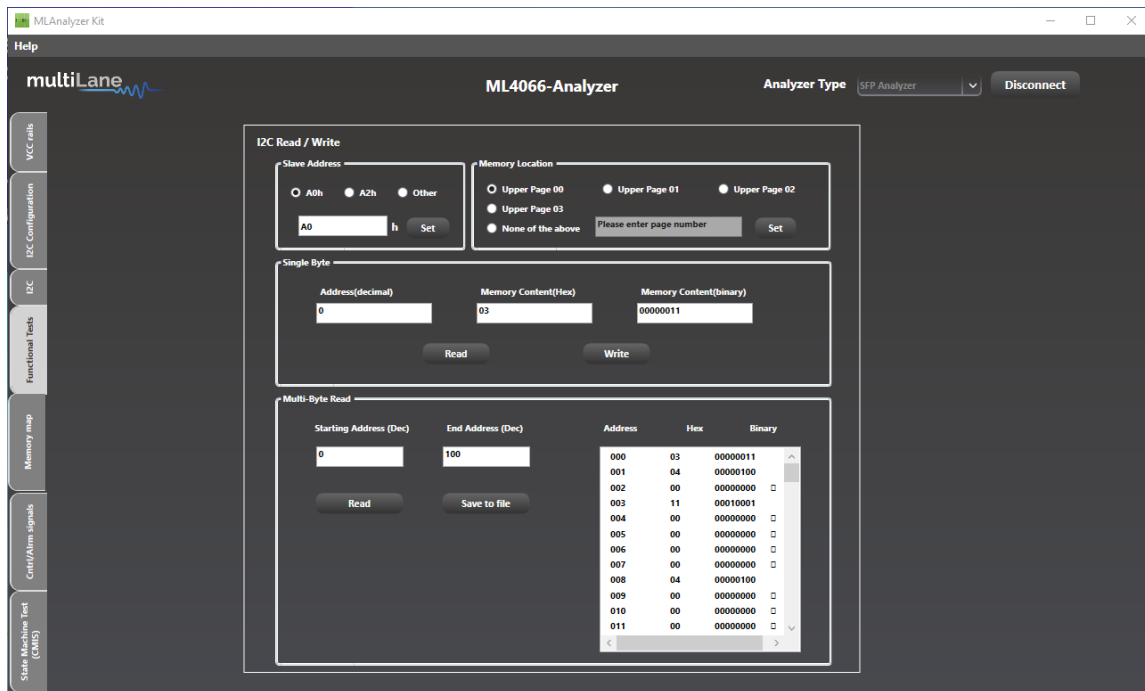 MLAnalyzer Kit
Help
multiLane
ML4066-Analyzer
Analyzer Type SFP Analyzer Disconnect
VCC rails
I2C Configuration
I2C
Functional Tests
Memory map
Cntrl/Alrm signals
State Machine Test
(CMIS)
I2C Read / Write
Slave Address
A0h A2h Other
A0 h Set
Memory Location
Upper Page 00 Upper Page 01 Upper Page 02
Upper Page 03
None of the above Please enter page number Set
Single Byte
Address(decimal) Memory Content(Hex) Memory Content(binary)
0 03 00000011
Read Write
Multi-Byte Read
Starting Address (Dec) End Address (Dec)
0 100
Read Save to file
Address Hex Binary
000 03 00000011
001 04 00000100
002 00 00000000
003 11 00010001
004 00 00000000
005 00 00000000
006 00 00000000
007 00 00000000
008 04 00000100
009 00 00000000
010 00 00000000
011 00 00000000